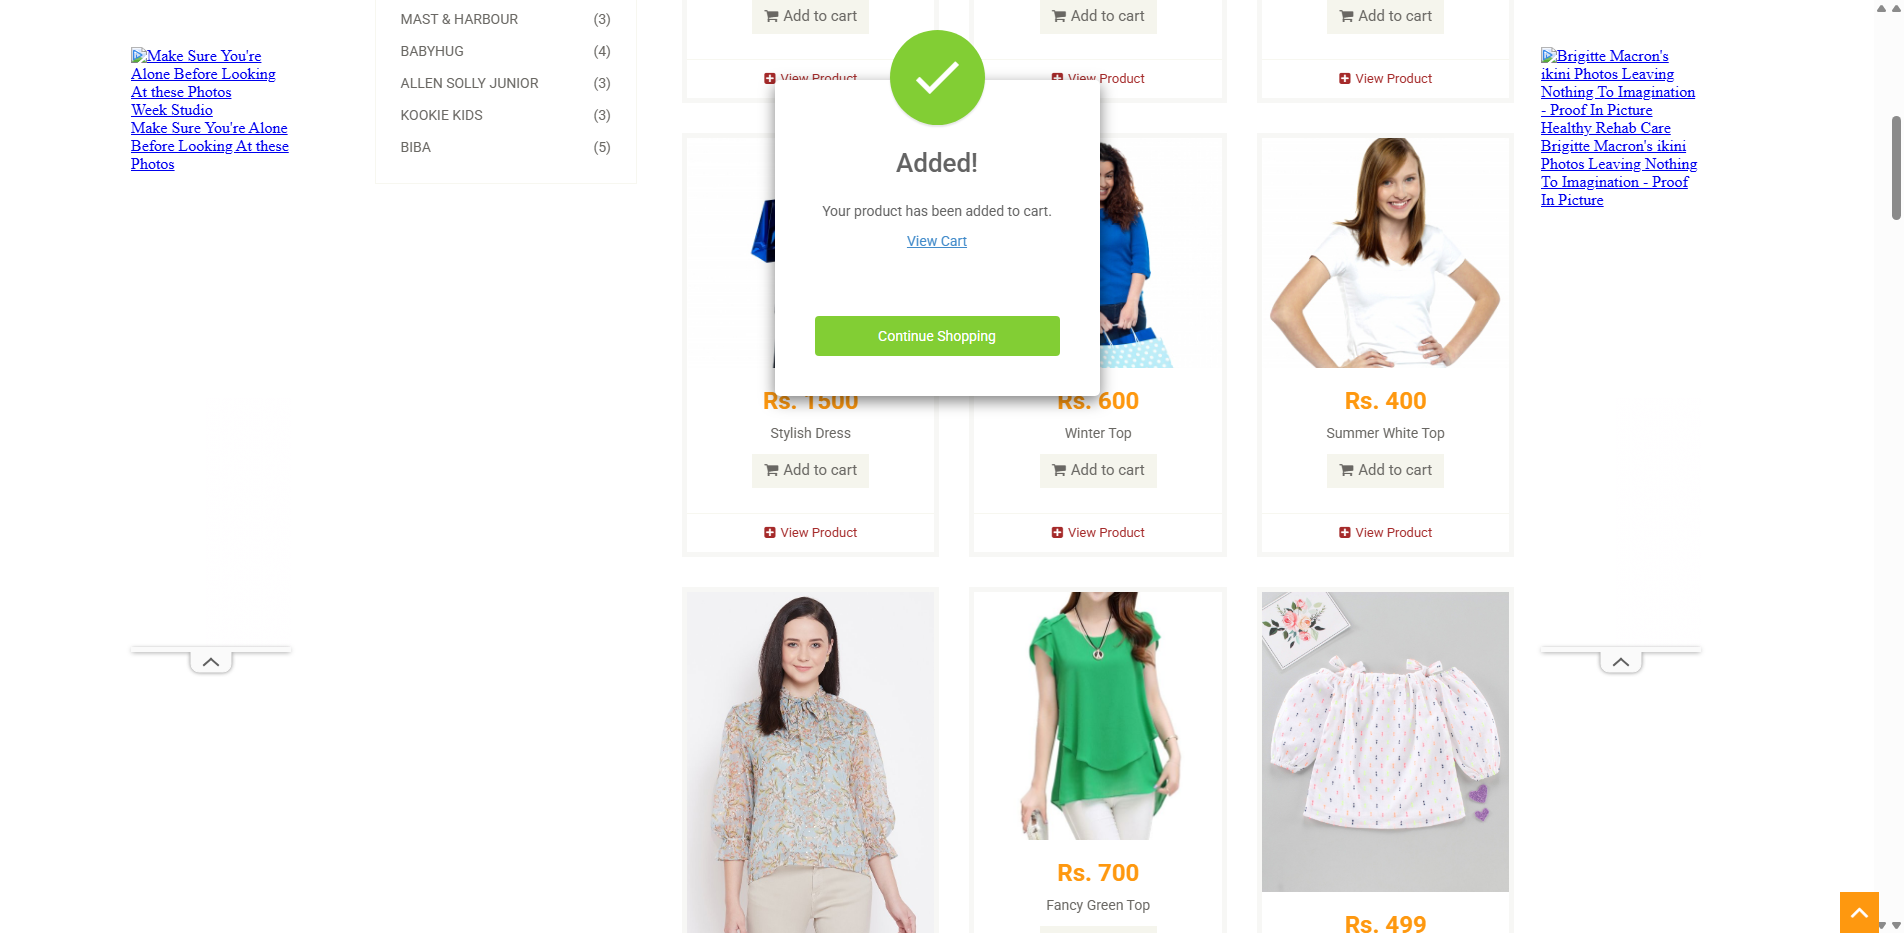 Make Sure You're
Alone Before Looking
At these Photos
Week Studio
Make Sure You're Alone
Before Looking At these
Photos
MAST & HARBOUR (3)
BABYHUG (4)
ALLEN SOLLY JUNIOR (3)
KOOKIE KIDS (3)
BIBA (5)
Add to cart
Add to cart
Add to cart
View Product
View Product
View Product
Added!
Your product has been added to cart.
View Cart
Continue Shopping
Rs. 1500
Rs. 600
Rs. 400
Stylish Dress
Winter Top
Summer White Top
Add to cart
Add to cart
Add to cart
View Product
View Product
View Product
Rs. 700
Fancy Green Top
Rs. 499
Brigitte Macron's
ikini Photos Leaving
Nothing To Imagination
- Proof In Picture
Healthy Rehab Care
Brigitte Macron's ikini
Photos Leaving Nothing
To Imagination - Proof
In Picture